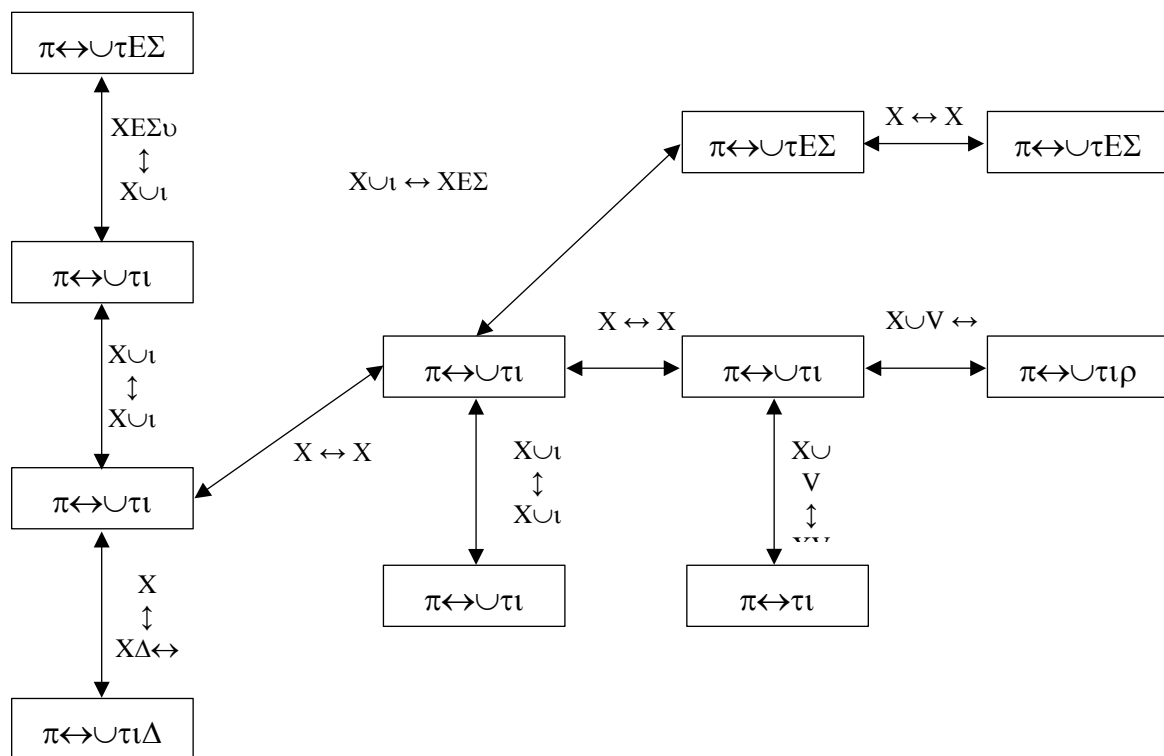 π↔∪τΕΣ
ΧΕΣυ
↕
Χ∪ι
π↔∪τι
Χ∪ι
↕
Χ∪ι
π↔∪τι
Χ
↕
ΧΔ↔
π↔∪τιΔ
Χ ↔ Χ
Χ∪ι ↔ ΧΕΣ
π↔∪τΕΣ
Χ ↔ Χ
π↔∪τΕΣ
π↔∪τι
Χ ↔ Χ
π↔∪τι
Χ∪V ↔
π↔∪τιρ
Χ∪ι
↕
Χ∪ι
π↔∪τι
Χ∪
V
↕
π↔τι